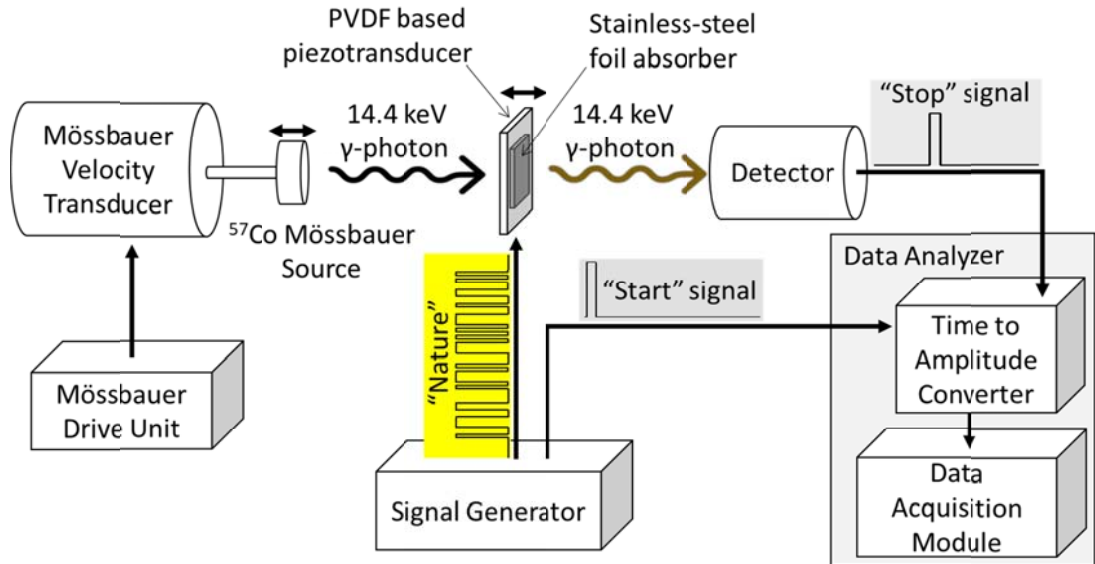 PVDF based
piezotransducer
Stainless-steel
foil absorber
“Stop” signal
Mössbauer
Velocity
Transducer
14.4 keV
γ-photon
14.4 keV
γ-photon
Detector
⁵⁷Co Mössbauer
Source
Data Analyzer
“Nature”
“Start” signal
Time to
Amplitude
Converter
Mössbauer
Drive Unit
Signal Generator
Data
Acquisition
Module